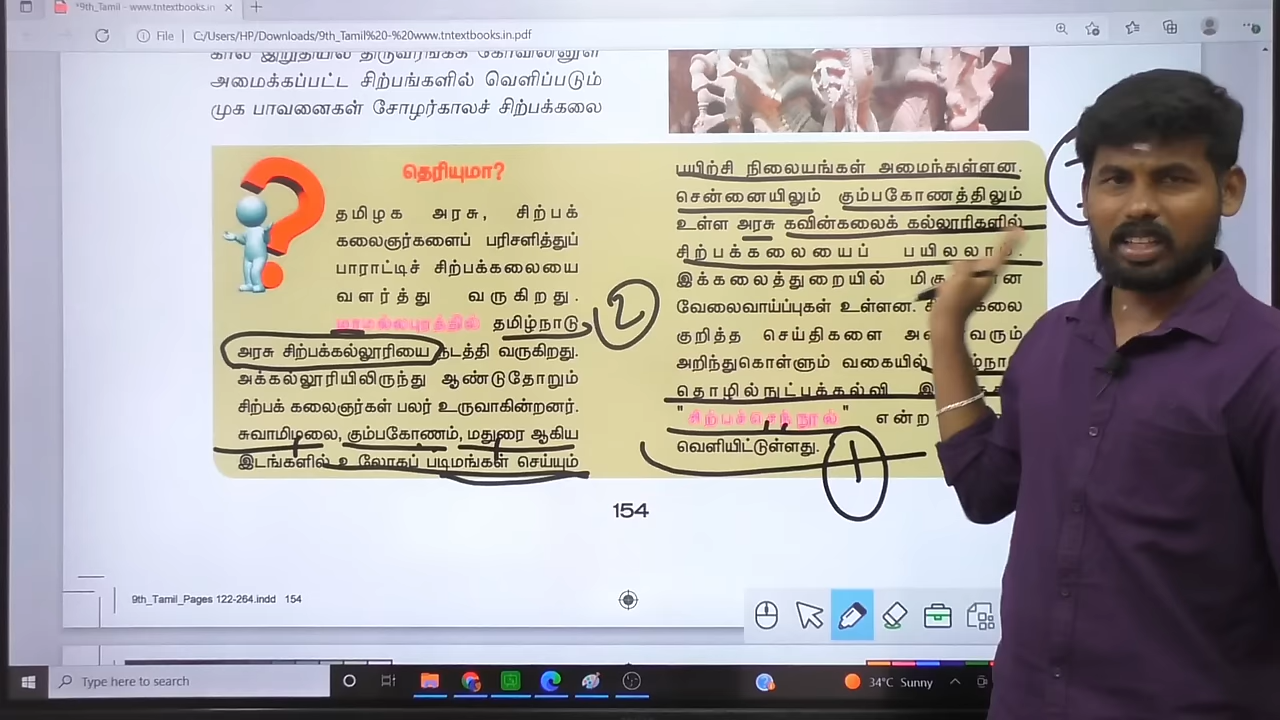 *9th_Tamil - www.tntextbooks.in
File | C:/Users/HP/Downloads/9th_Tamil%20-%20www.tntextbooks.in.pdf
கால இறுதியில் திருவரங்கக் கோவிலினுள்
அமைக்கப்பட்ட சிற்பங்களில் வெளிப்படும்
முக பாவனைகள் சோழர்காலச் சிற்பக்கலை
தெரியுமா?
தமிழக அரசு, சிற்பக்
கலைஞர்களைப் பரிசளித்துப்
பாராட்டிச் சிற்பக்கலையை
வளர்த்து வருகிறது.
மாமல்லபுரத்தில் தமிழ்நாடு
அரசு சிற்பக்கல்லூரியை நடத்தி வருகிறது.
அக்கல்லூரியிலிருந்து ஆண்டுதோறும்
சிற்பக் கலைஞர்கள் பலர் உருவாகின்றனர்.
சுவாமிமலை, கும்பகோணம், மதுரை ஆகிய
இடங்களில் உலோகப் படிமங்கள் செய்யும்
2
பயிற்சி நிலையங்கள் அமைந்துள்ளன.
சென்னையிலும் கும்பகோணத்திலும்
உள்ள அரசு கவின்கலைக் கல்லூரிகளில்
சிற்பக்கலையைப் பயிலலாம்.
இக்கலைத்துறையில்
வேலைவாய்ப்புகள் உள்ளன.
குறித்த செய்திகளை
அறிந்துகொள்ளும் வகையில்
தொழில்நுட்பக்கல்வி
"சிற்பச்செந்நூல்" என்ற
வெளியிட்டுள்ளது.
1
154
9th_Tamil_Pages 122-264.indd 154
Type here to search
34°C Sunny